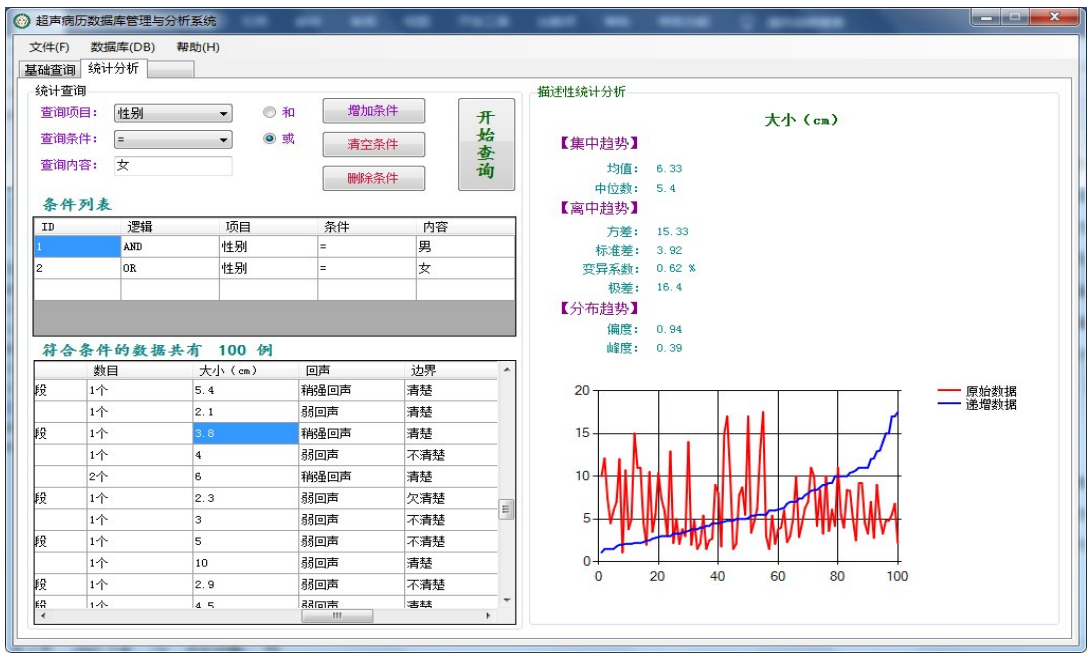 超声病历数据库管理与分析系统
文件(F) 数据库(DB) 帮助(H)
基础查询 统计分析
统计查询
查询项目： 性别 和 增加条件
查询条件： = 或 清空条件
查询内容： 女 删除条件
开始查询
条件列表
ID 逻辑 项目 条件 内容
1 AND 性别 = 男
2 OR 性别 = 女
符合条件的数据共有 100 例
数目 大小（cm） 回声 边界
段 1个 5.4 稍强回声 清楚
1个 2.1 弱回声 清楚
段 1个 3.8 稍强回声 清楚
1个 4 弱回声 不清楚
2个 6 稍强回声 清楚
段 1个 2.3 弱回声 欠清楚
1个 3 弱回声 不清楚
段 1个 5 弱回声 不清楚
1个 10 弱回声 清楚
段 1个 2.9 弱回声 不清楚
段 1个 4.5 弱回声 清楚
描述性统计分析
大小（cm）
【集中趋势】
均值： 6.33
中位数： 5.4
【离中趋势】
方差： 15.33
标准差： 3.92
变异系数： 0.62 %
极差： 16.4
【分布趋势】
偏度： 0.94
峰度： 0.39
20
15
10
5
0
0 20 40 60 80 100
原始数据
递增数据